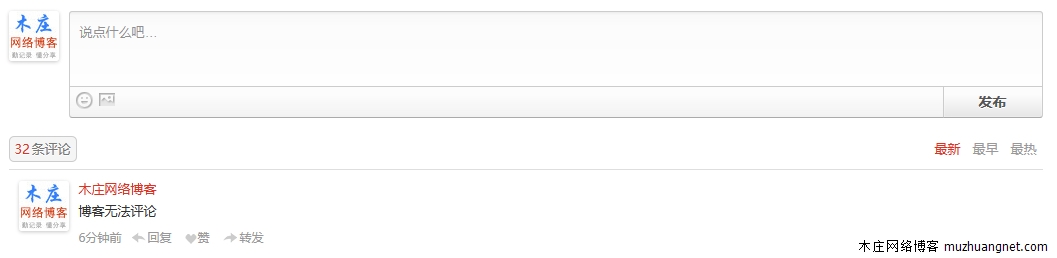 木庄
网络博客
勤记录 懂分享
说点什么吧...
发布
32条评论
最新 最早 最热
木庄
网络博客
勤记录 懂分享
木庄网络博客
博客无法评论
6分钟前 回复 赞 转发
木庄网络博客 muzhuangnet.com